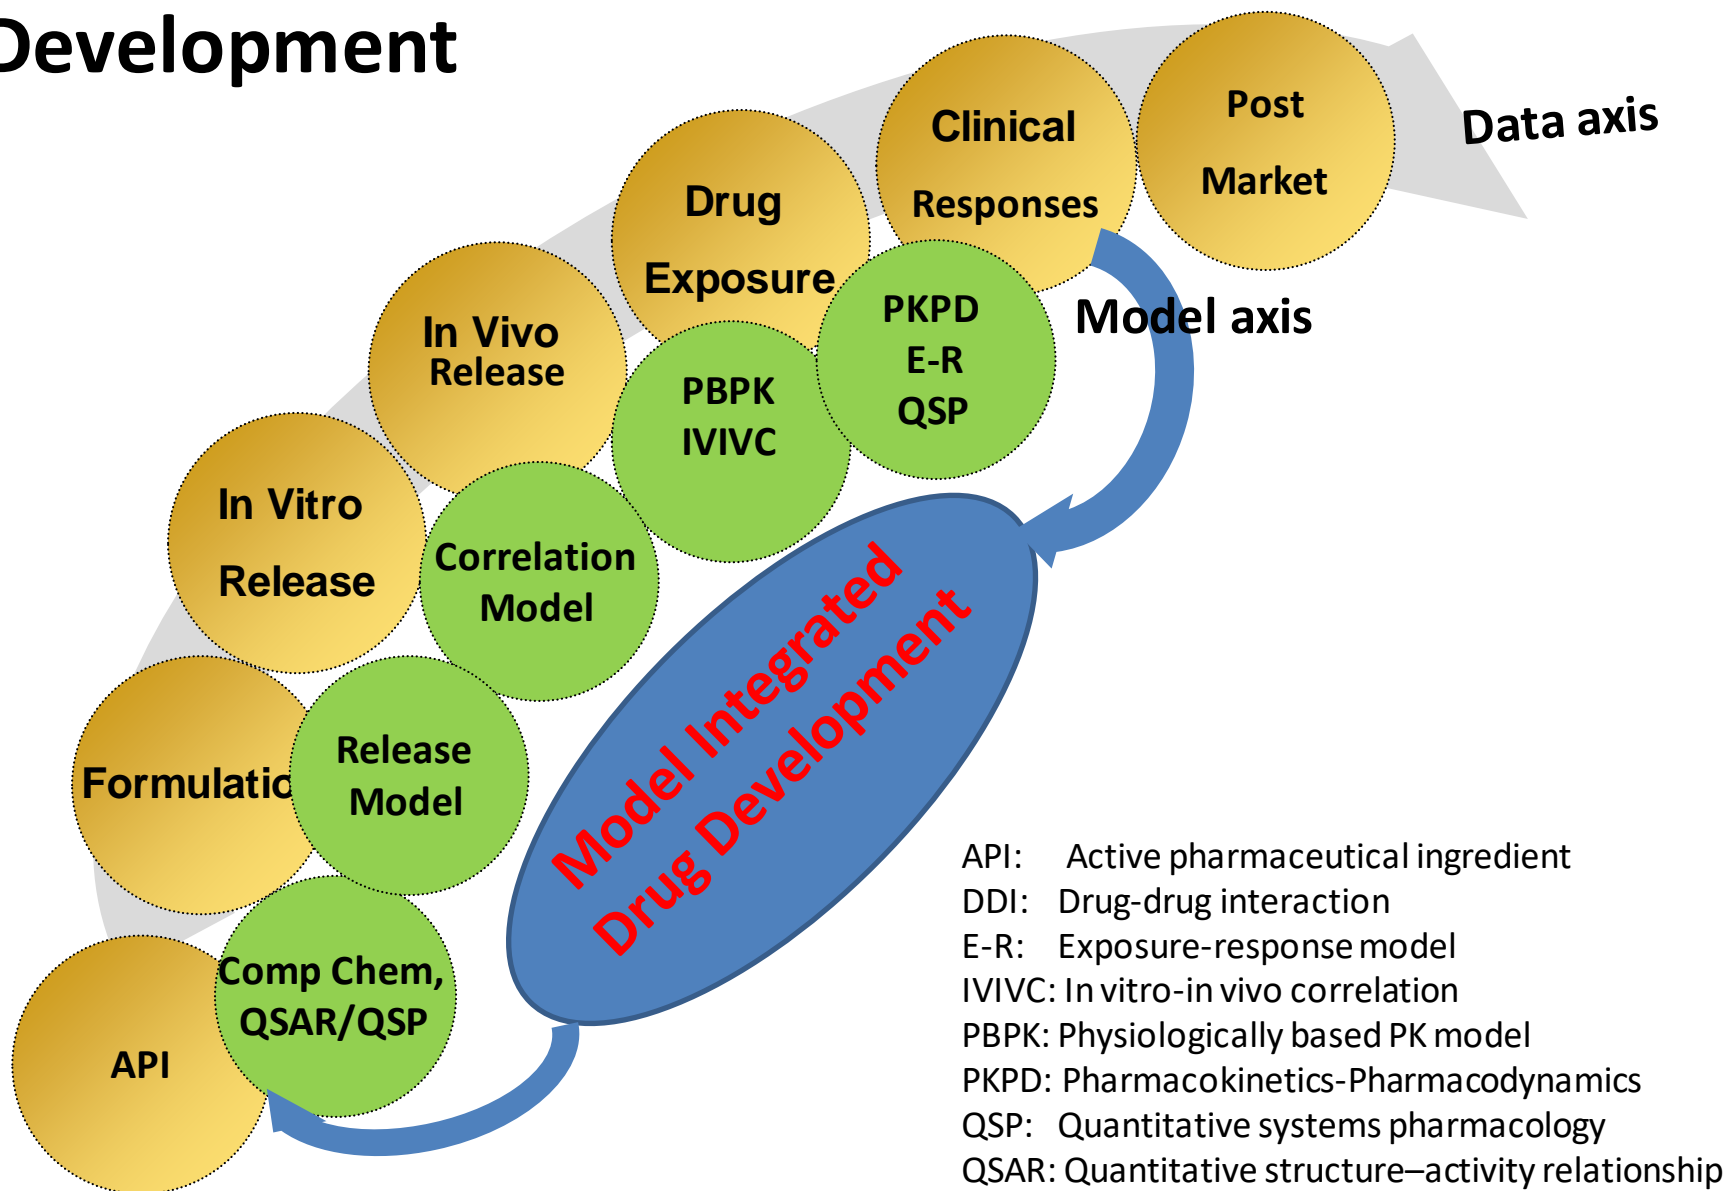 Development
Data axis
Post
Market
Clinical
Responses
Drug
Exposure
In Vivo
Release
In Vitro
Release
Formulatio
API
Model axis
PKPD
E-R
QSP
PBPK
IVIVC
Correlation
Model
Release
Model
Comp Chem,
QSAR/QSP
Model Integrated
Drug Development
API: Active pharmaceutical ingredient
DDI: Drug-drug interaction
E-R: Exposure-response model
IVIVC: In vitro-in vivo correlation
PBPK: Physiologically based PK model
PKPD: Pharmacokinetics-Pharmacodynamics
QSP: Quantitative systems pharmacology
QSAR: Quantitative structure–activity relationship